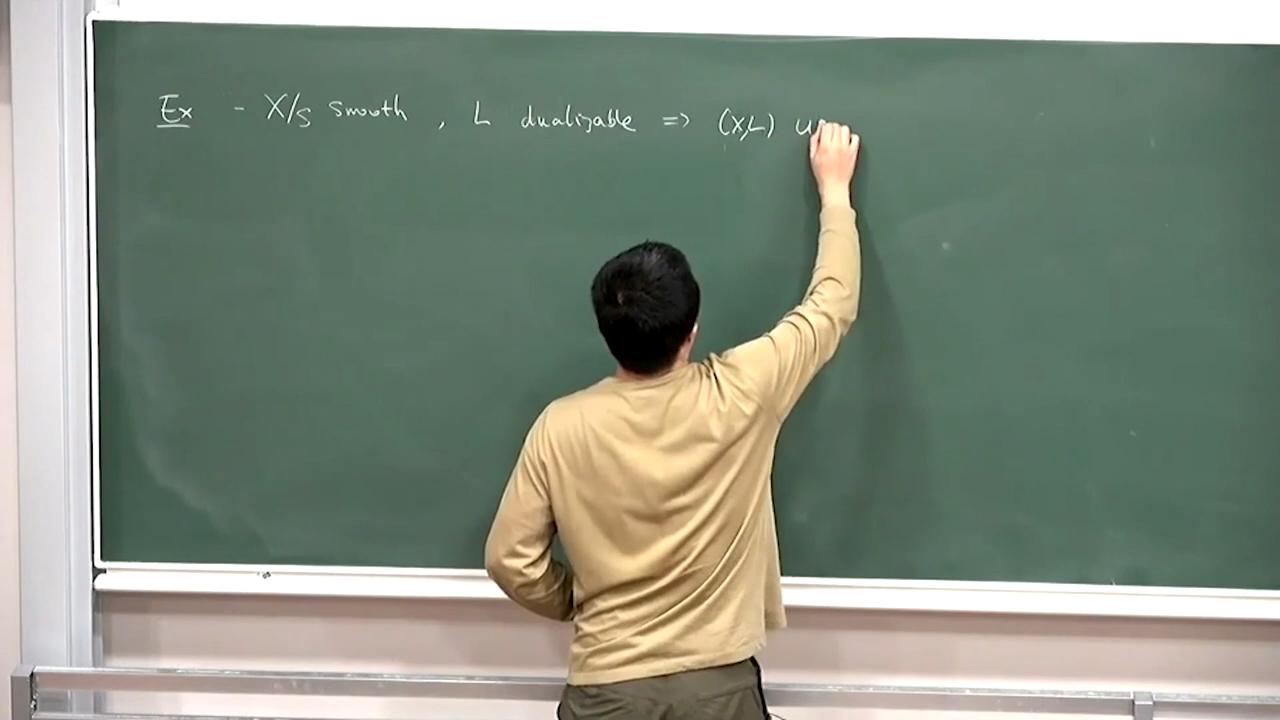 Ex - X/S smooth , L dualizable => (X,L)